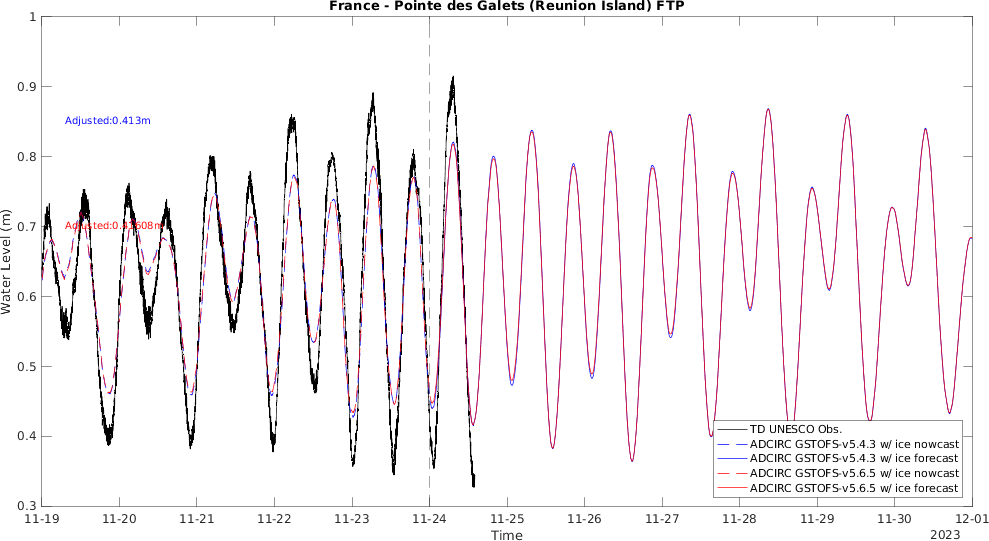 France - Pointe des Galets (Reunion Island) FTP
1
0.9
0.8
0.7
0.6
0.5
0.4
0.3
Water Level (m)
Adjusted:0.413m
TD UNESCO Obs.
ADCIRC GSTOFS-v5.4.3 w/ ice nowcast
ADCIRC GSTOFS-v5.4.3 w/ ice forecast
ADCIRC GSTOFS-v5.6.5 w/ ice nowcast
ADCIRC GSTOFS-v5.6.5 w/ ice forecast
11-19 11-20 11-21 11-22 11-23 11-24 11-25 11-26 11-27 11-28 11-29 11-30 12-01
Time
2023